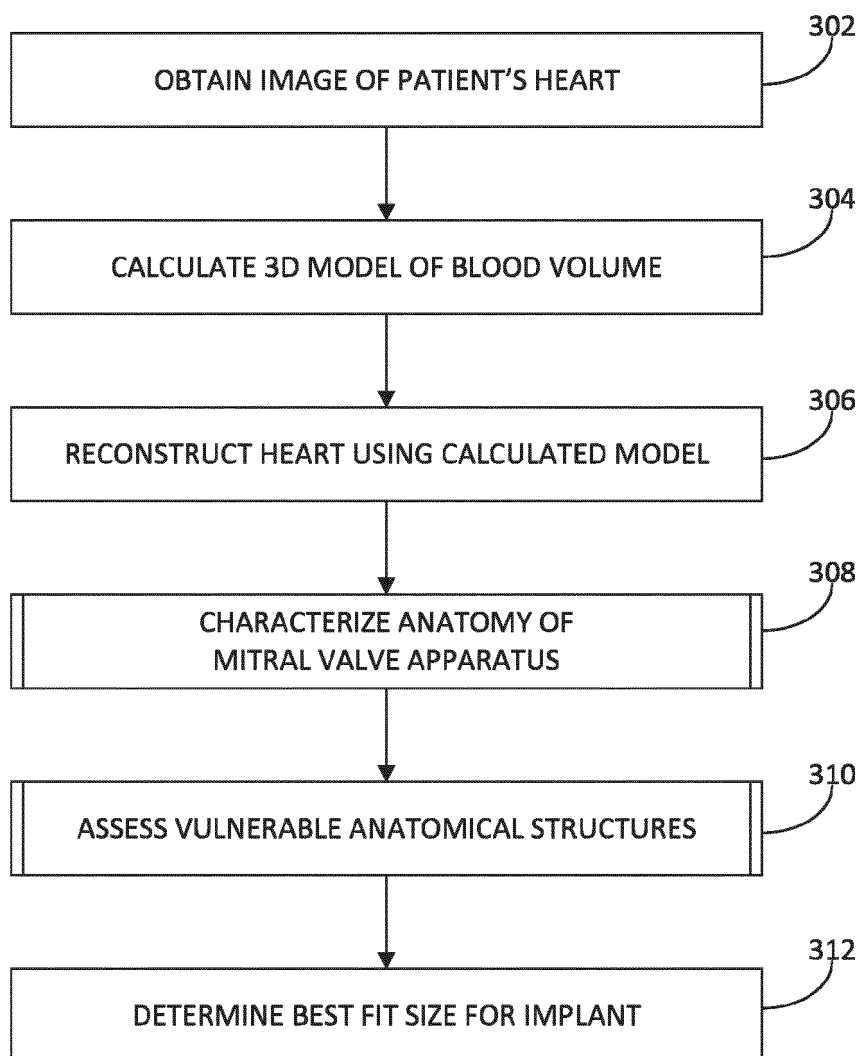 302
OBTAIN IMAGE OF PATIENT'S HEART
304
CALCULATE 3D MODEL OF BLOOD VOLUME
306
RECONSTRUCT HEART USING CALCULATED MODEL
308
CHARACTERIZE ANATOMY OF
MITRAL VALVE APPARATUS
310
ASSESS VULNERABLE ANATOMICAL STRUCTURES
312
DETERMINE BEST FIT SIZE FOR IMPLANT